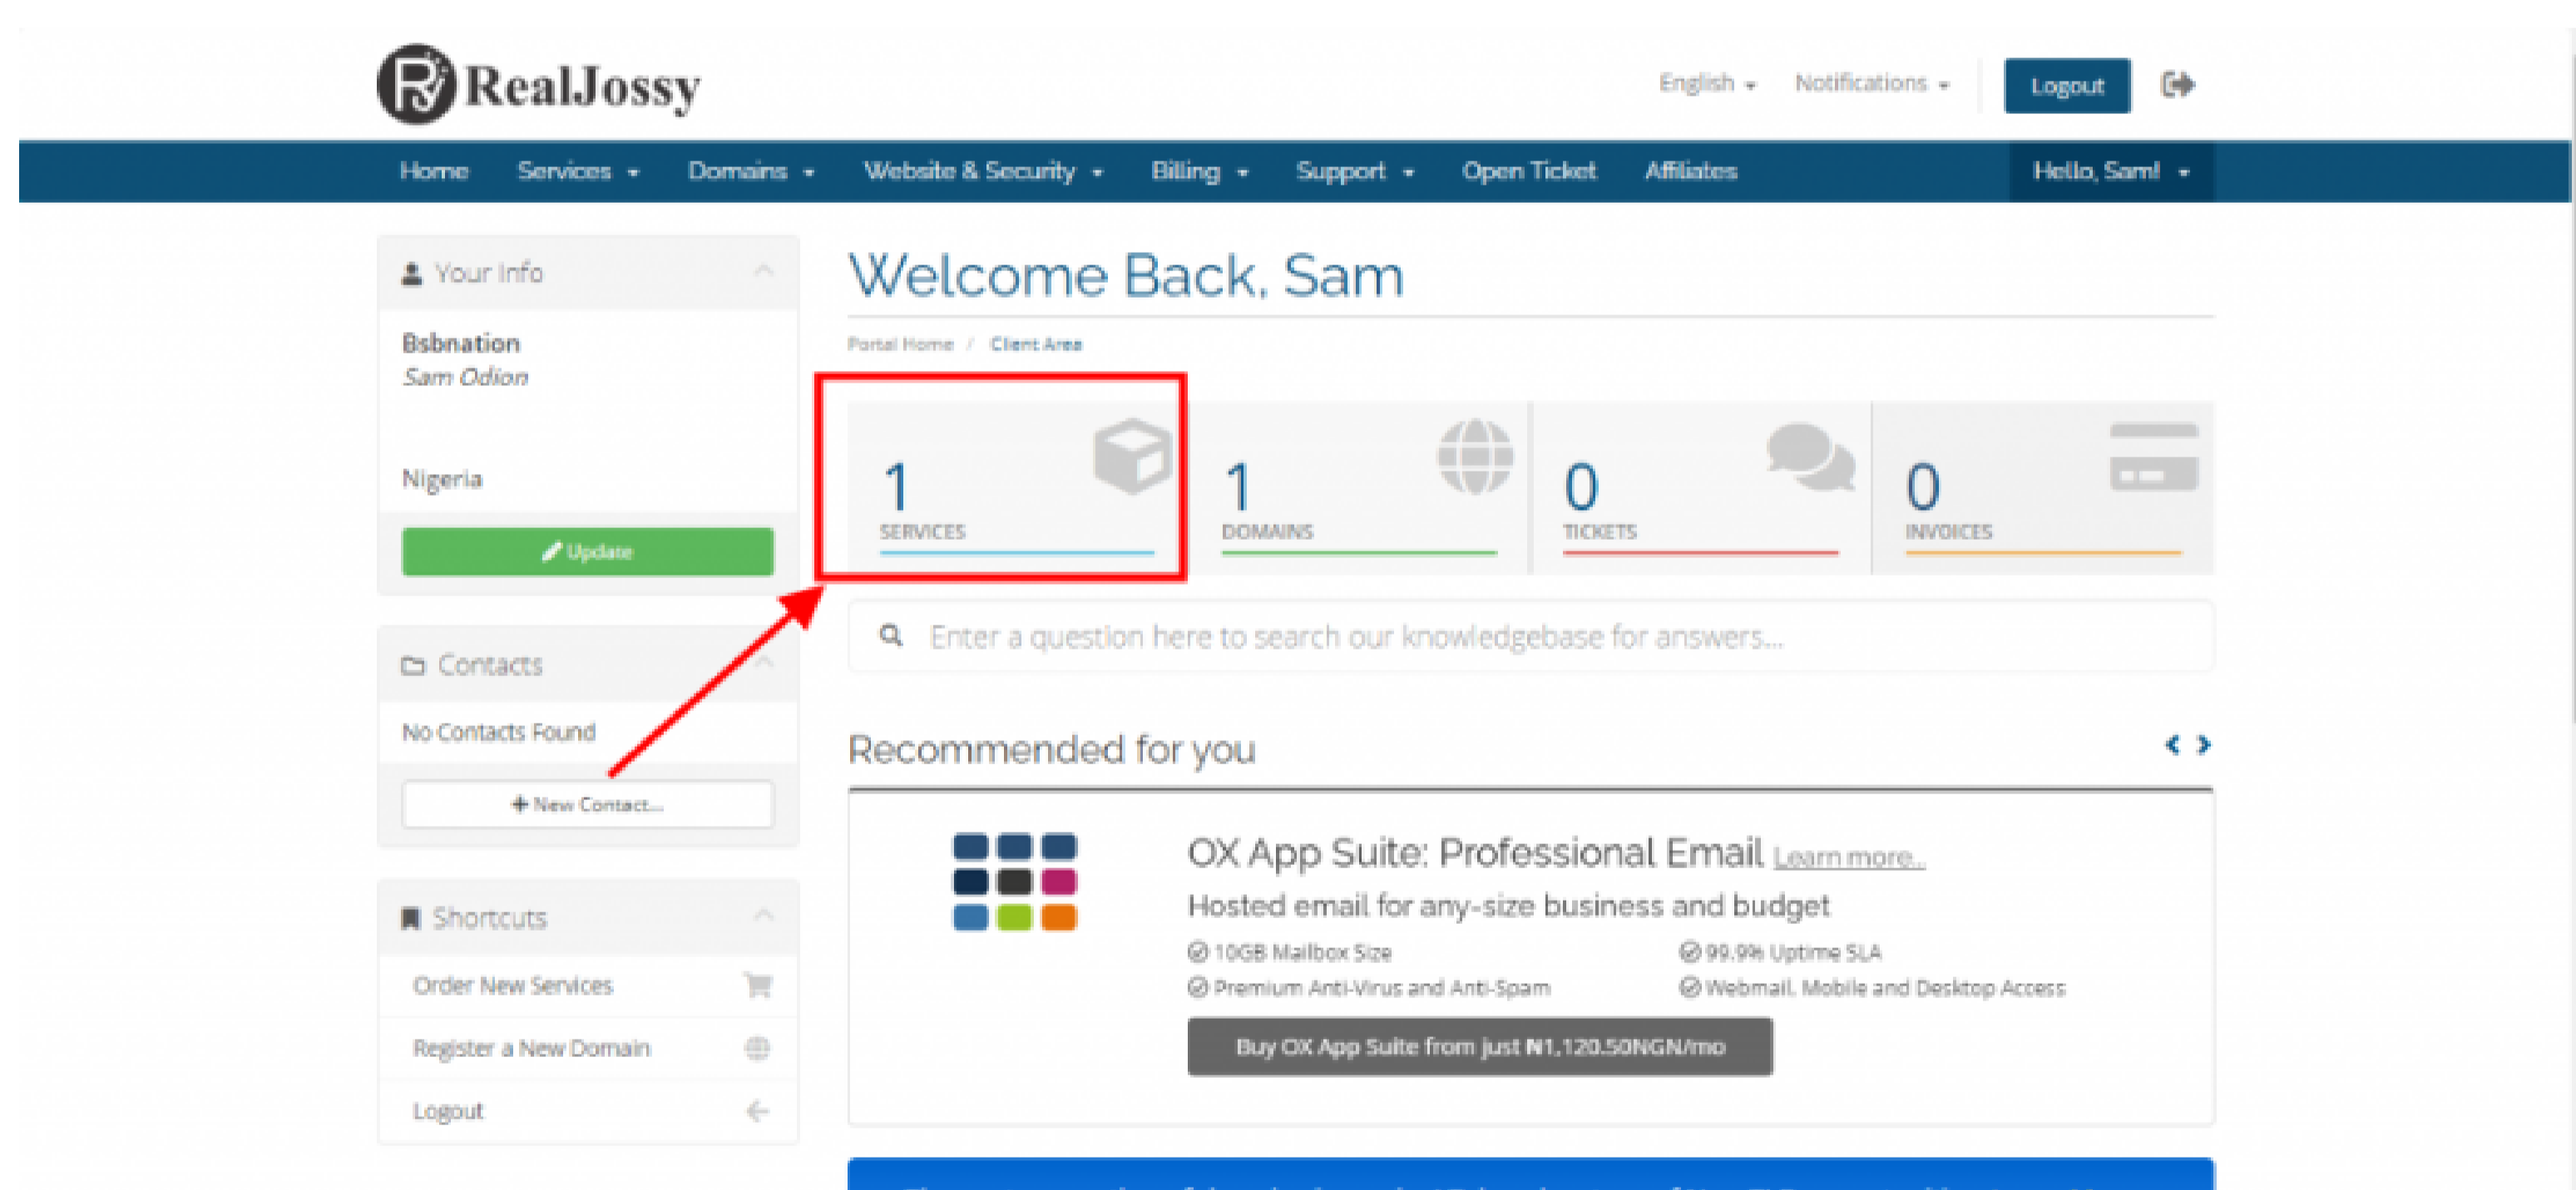 RealJossy
English
Notifications
Logout
Home
Services
Domains
Website & Security
Billing
Support
Open Ticket
Affiliates
Hello, Sam!
Your Info
Bsbnation
Sam Odion
Nigeria
Update
Contacts
No Contacts Found
New Contact...
Shortcuts
Order New Services
Register a New Domain
Logout
Welcome Back, Sam
Portal Home / Client Area
1
SERVICES
1
DOMAINS
0
TICKETS
0
INVOICES
Enter a question here to search our knowledgebase for answers...
Recommended for you
OX App Suite: Professional Email Learn more...
Hosted email for any-size business and budget
10GB Mailbox Size
99.9% Uptime SLA
Premium Anti-Virus and Anti-Spam
Webmail, Mobile and Desktop Access
Buy OX App Suite from just ₦1,120.50NGN/mo